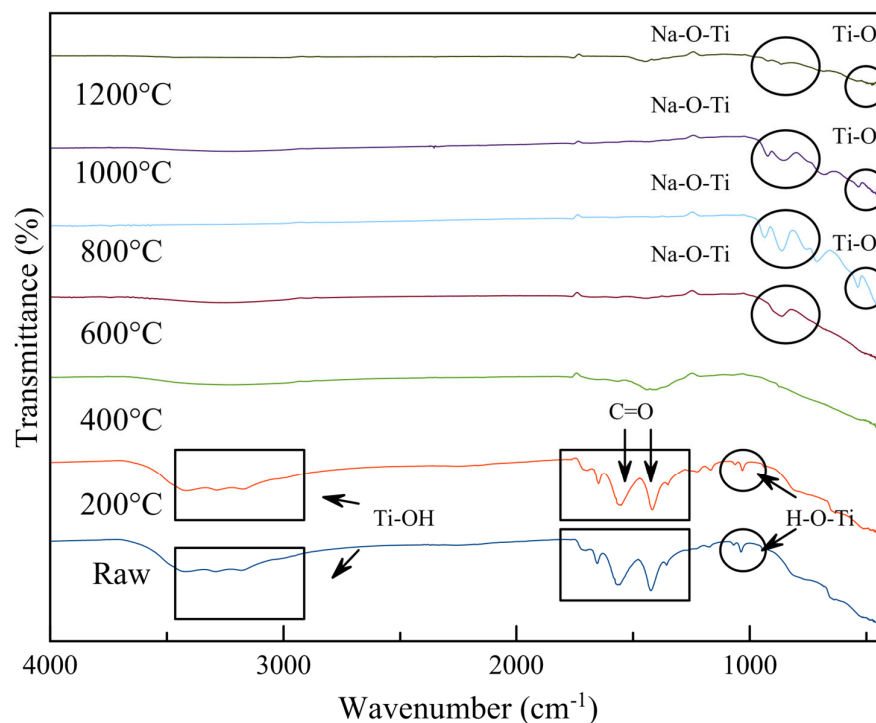 Na-O-Ti Ti-O
1200°C
Na-O-Ti
Ti-O
1000°C
Na-O-Ti
Ti-O
800°C
Na-O-Ti Ti-O
600°C
400°C
C=O
200°C
Ti-OH
H-O-Ti
Raw
4000 3000 2000 1000
Wavenumber (cm⁻¹)
Transmittance (%)